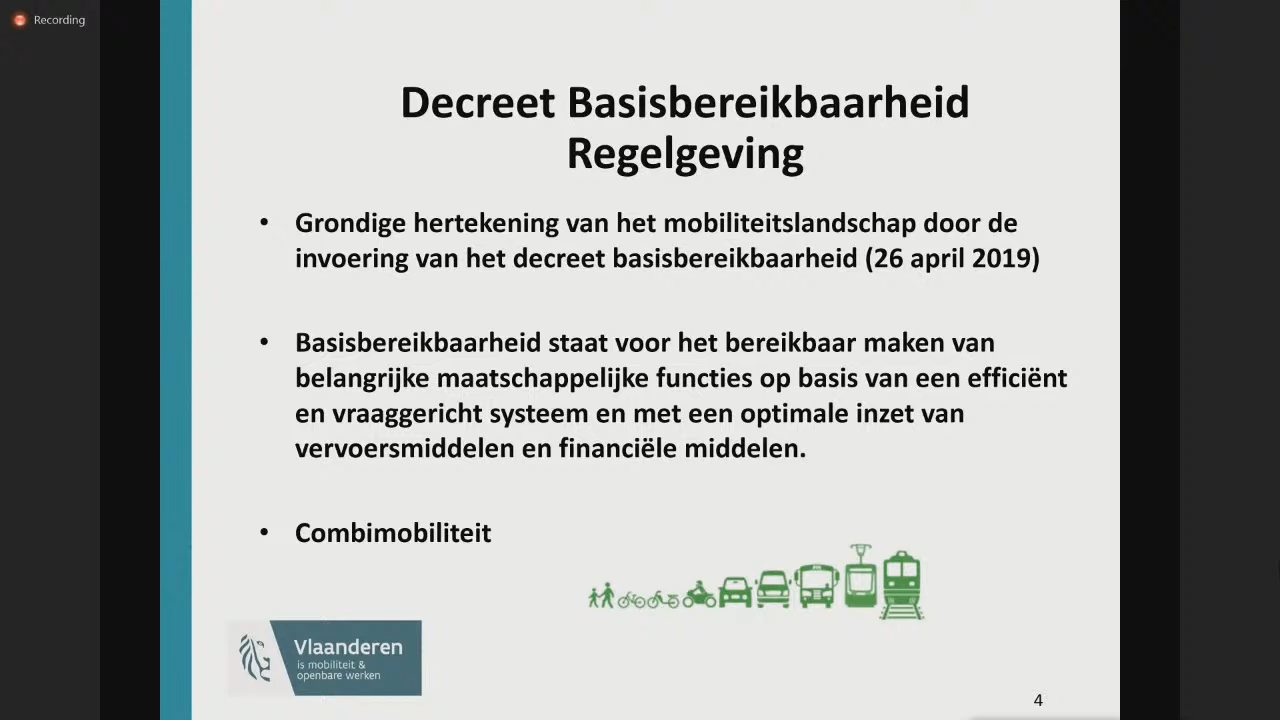 Recording
Decreet Basisbereikbaarheid
Regelgeving
• Grondige hertekening van het mobiliteitslandschap door de
invoering van het decreet basisbereikbaarheid (26 april 2019)
• Basisbereikbaarheid staat voor het bereikbaar maken van
belangrijke maatschappelijke functies op basis van een efficiënt
en vraaggericht systeem en met een optimale inzet van
vervoersmiddelen en financiële middelen.
• Combimobiliteit
Vlaanderen
is mobiliteit &
openbare werken
4